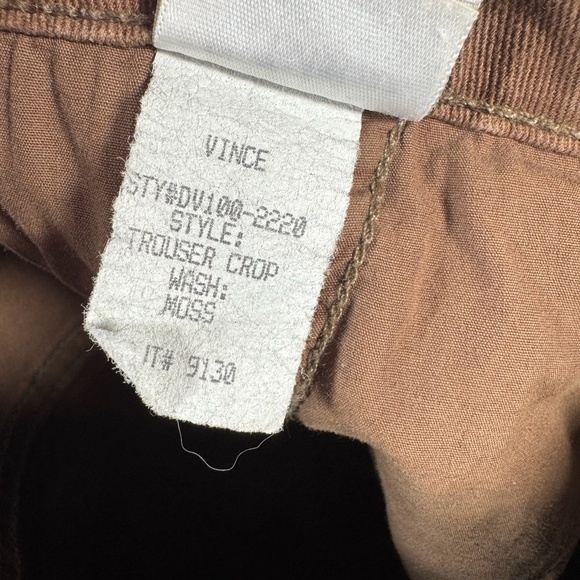 VINCE
STY#DV100-2220
STYLE:
TROUSER CROP
WASH:
MOSS
IT# 9130